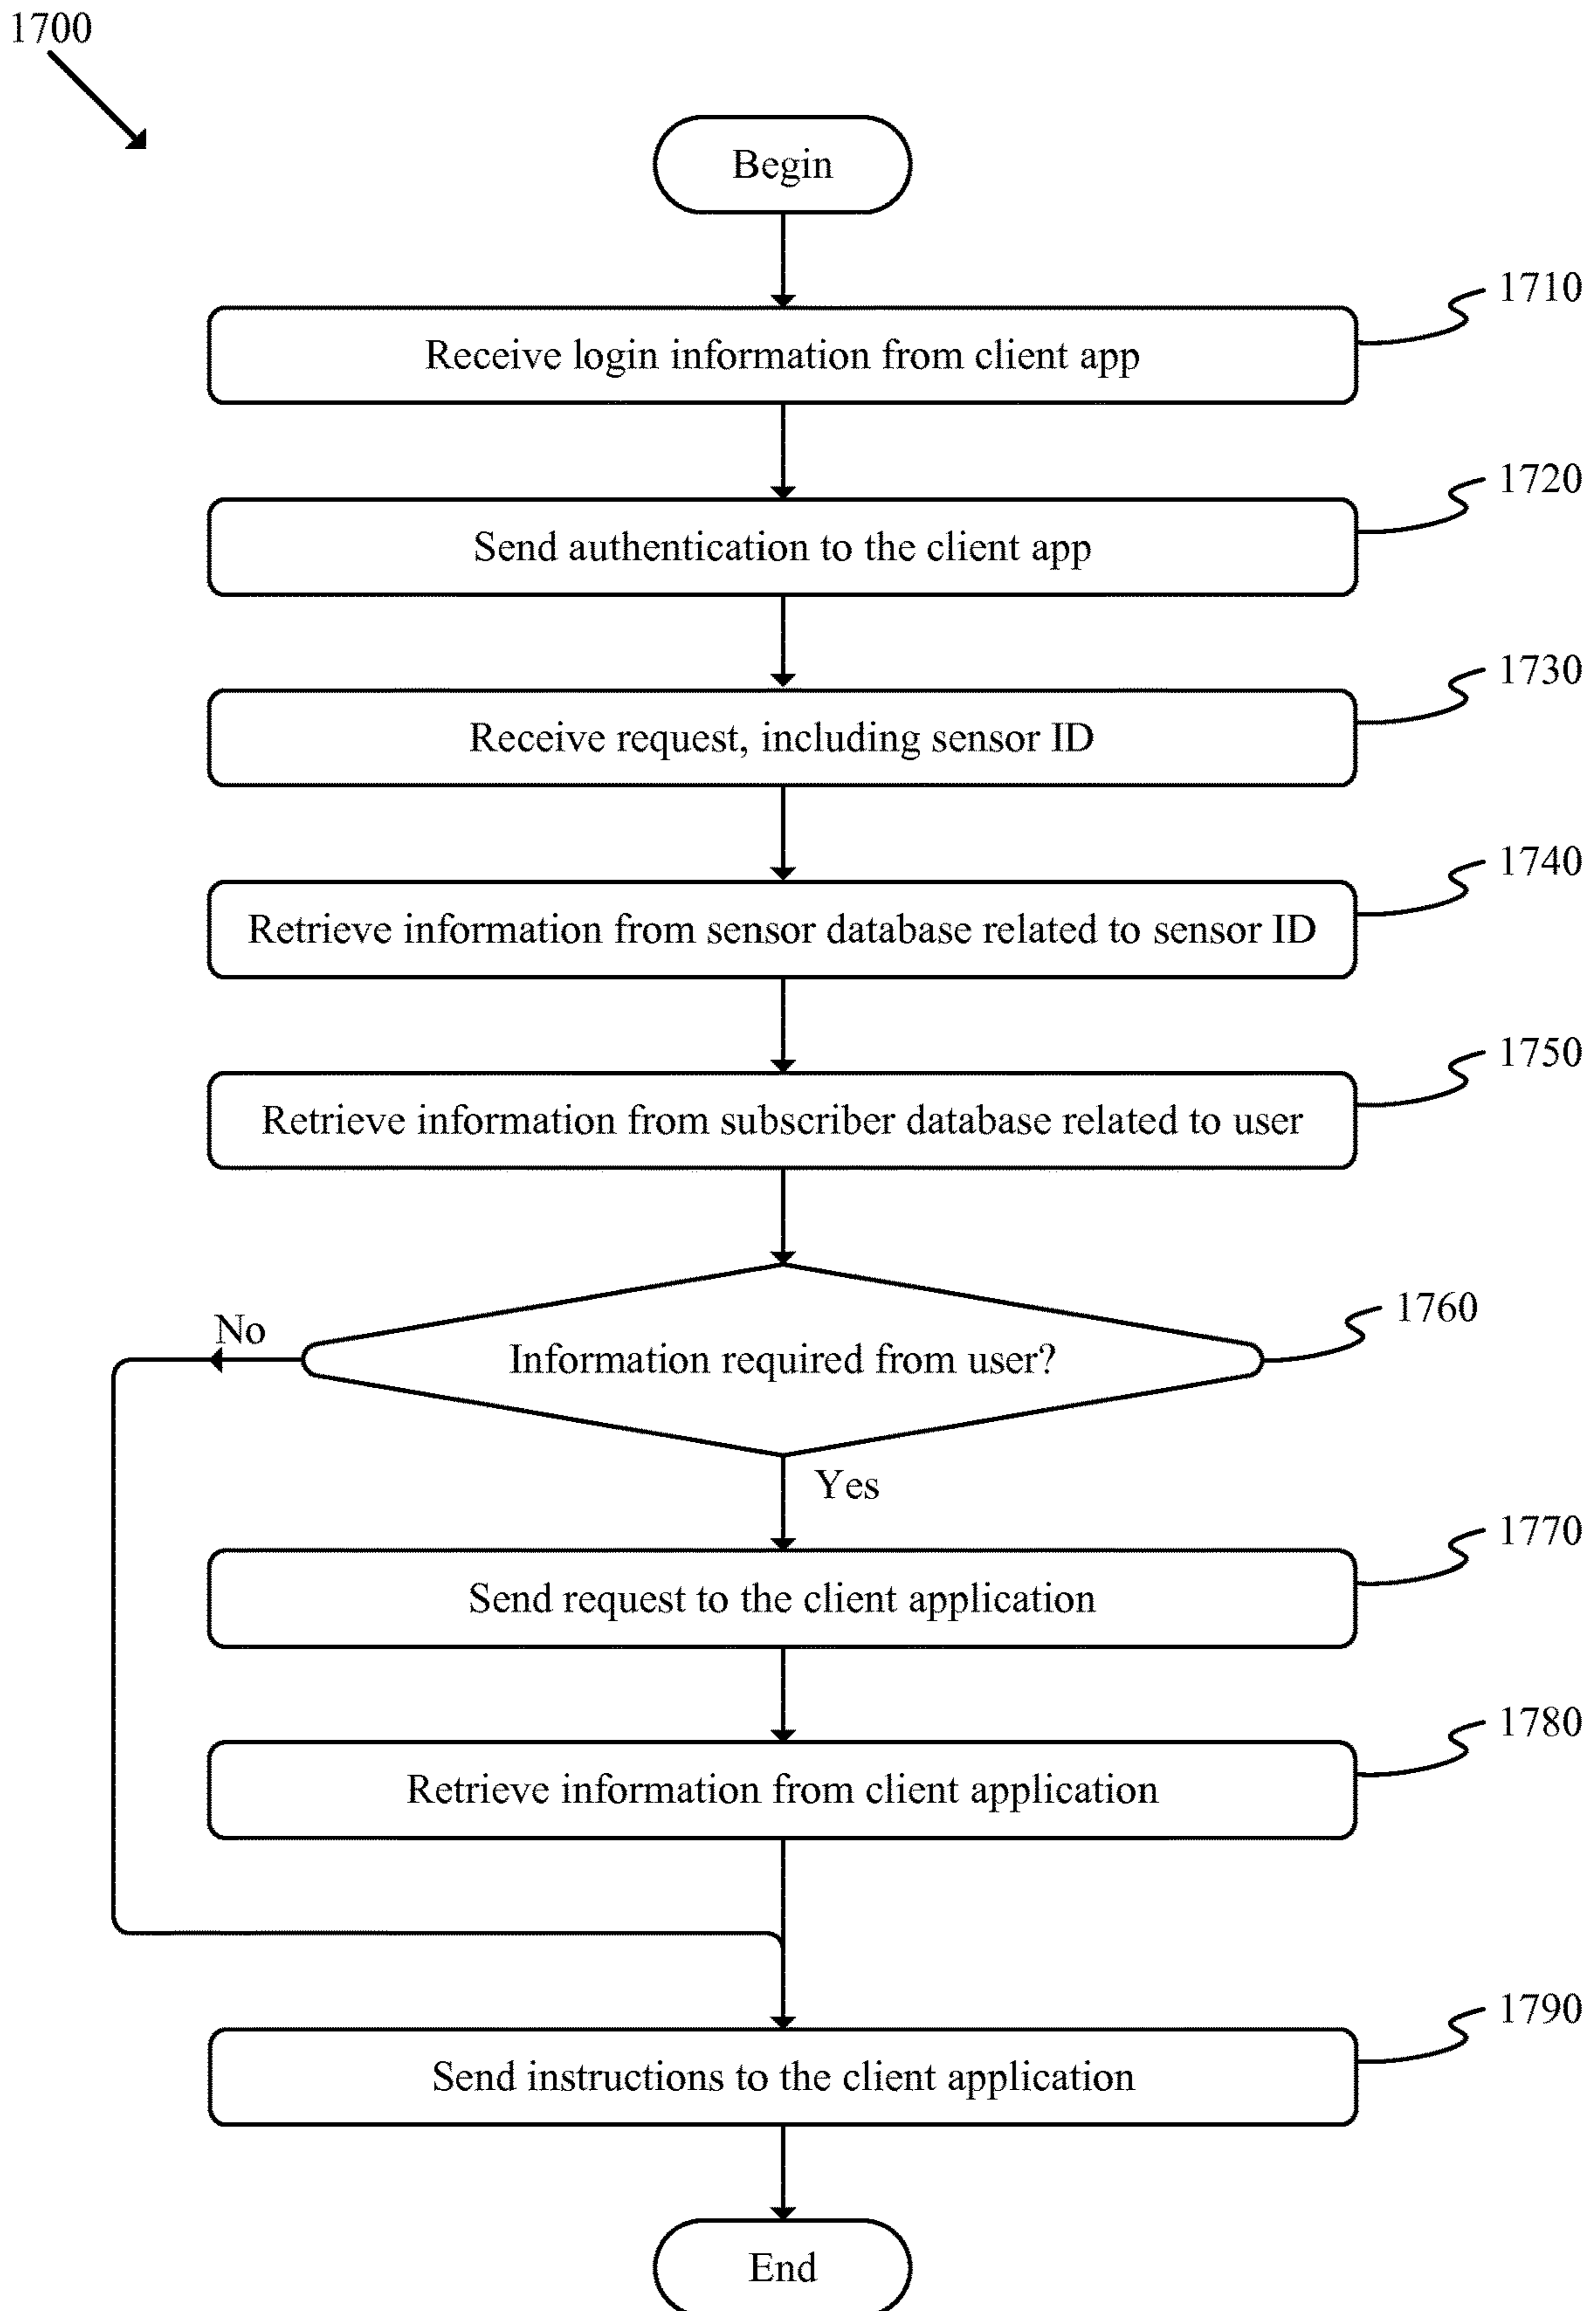 1700
Begin
1710
Receive login information from client app
1720
Send authentication to the client app
1730
Receive request, including sensor ID
1740
Retrieve information from sensor database related to sensor ID
1750
Retrieve information from subscriber database related to user
1760
No
Information required from user?
Yes
1770
Send request to the client application
1780
Retrieve information from client application
1790
Send instructions to the client application
End